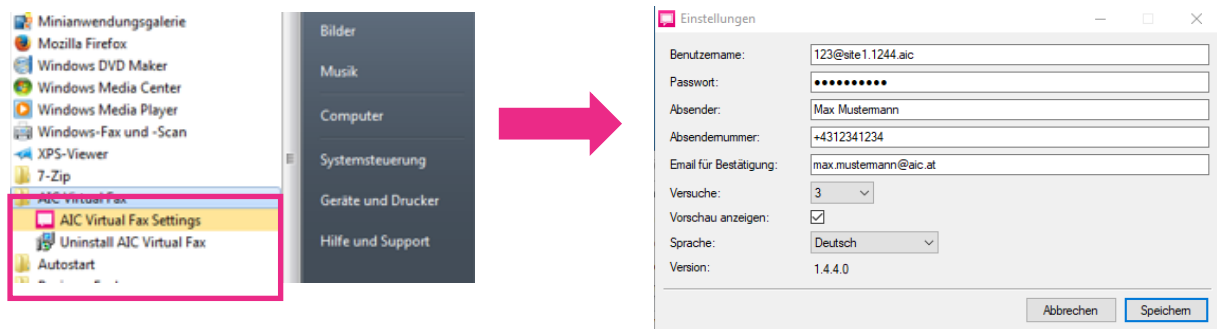 Minianwendungsgalerie
Mozilla Firefox
Windows DVD Maker
Windows Media Center
Windows Media Player
Windows-Fax und -Scan
XPS-Viewer
7-Zip
AIC Virtual Fax
AIC Virtual Fax Settings
Uninstall AIC Virtual Fax
Autostart
Bilder
Musik
Computer
Systemsteuerung
Geräte und Drucker
Hilfe und Support
Einstellungen
Benutzername: 123@site1.1244.aic
Passwort: ●●●●●●●●●●
Absender: Max Mustermann
Absendernummer: +4312341234
Email für Bestätigung: max.mustermann@aic.at
Versuche: 3
Vorschau anzeigen:
Sprache: Deutsch
Version: 1.4.4.0
Abbrechen Speichern